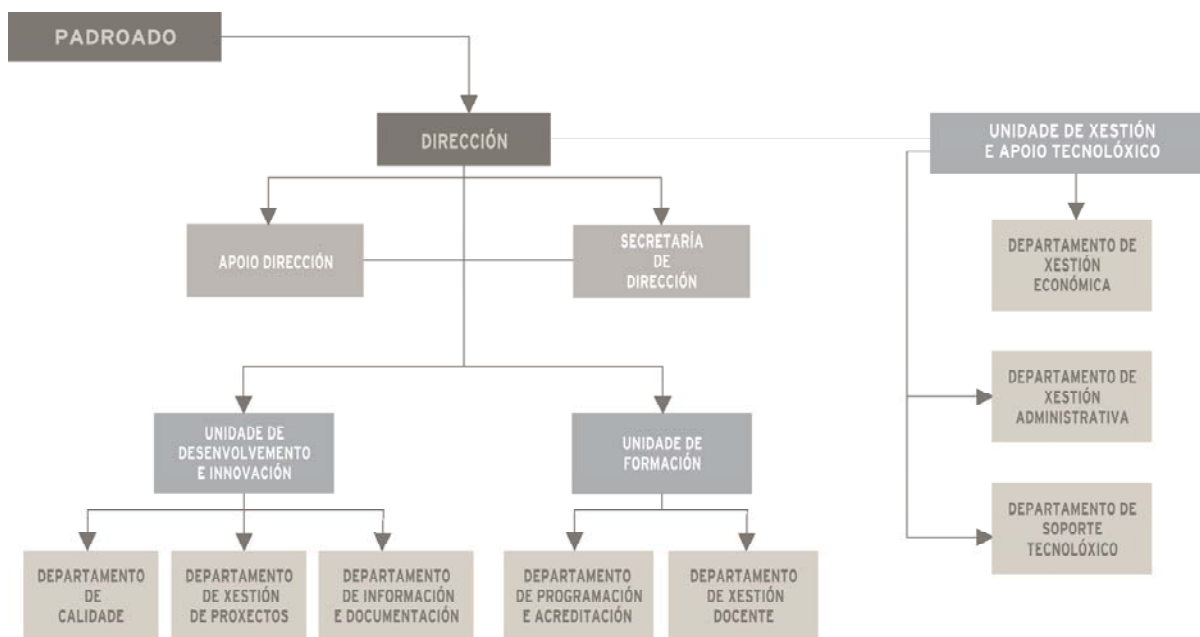 PADROADO
DIRECCIÓN
UNIDADE DE XESTIÓN
E APOIO TECNOLÓXICO
APOIO DIRECCIÓN
SECRETARÍA
DE
DIRECCIÓN
DEPARTAMENTO DE
XESTIÓN
ECONÓMICA
DEPARTAMENTO DE
XESTIÓN
ADMINISTRATIVA
DEPARTAMENTO DE
SOPORTE
TECNOLÓXICO
UNIDADE DE
DESENVOLVEMENTO
E INNOVACIÓN
UNIDADE DE
FORMACIÓN
DEPARTAMENTO
DE
CALIDADE
DEPARTAMENTO
DE XESTIÓN
DE PROXECTOS
DEPARTAMENTO
DE INFORMACIÓN
E DOCUMENTACIÓN
DEPARTAMENTO
DE PROGRAMACIÓN
E ACREDITACIÓN
DEPARTAMENTO
DE XESTIÓN
DOCENTE